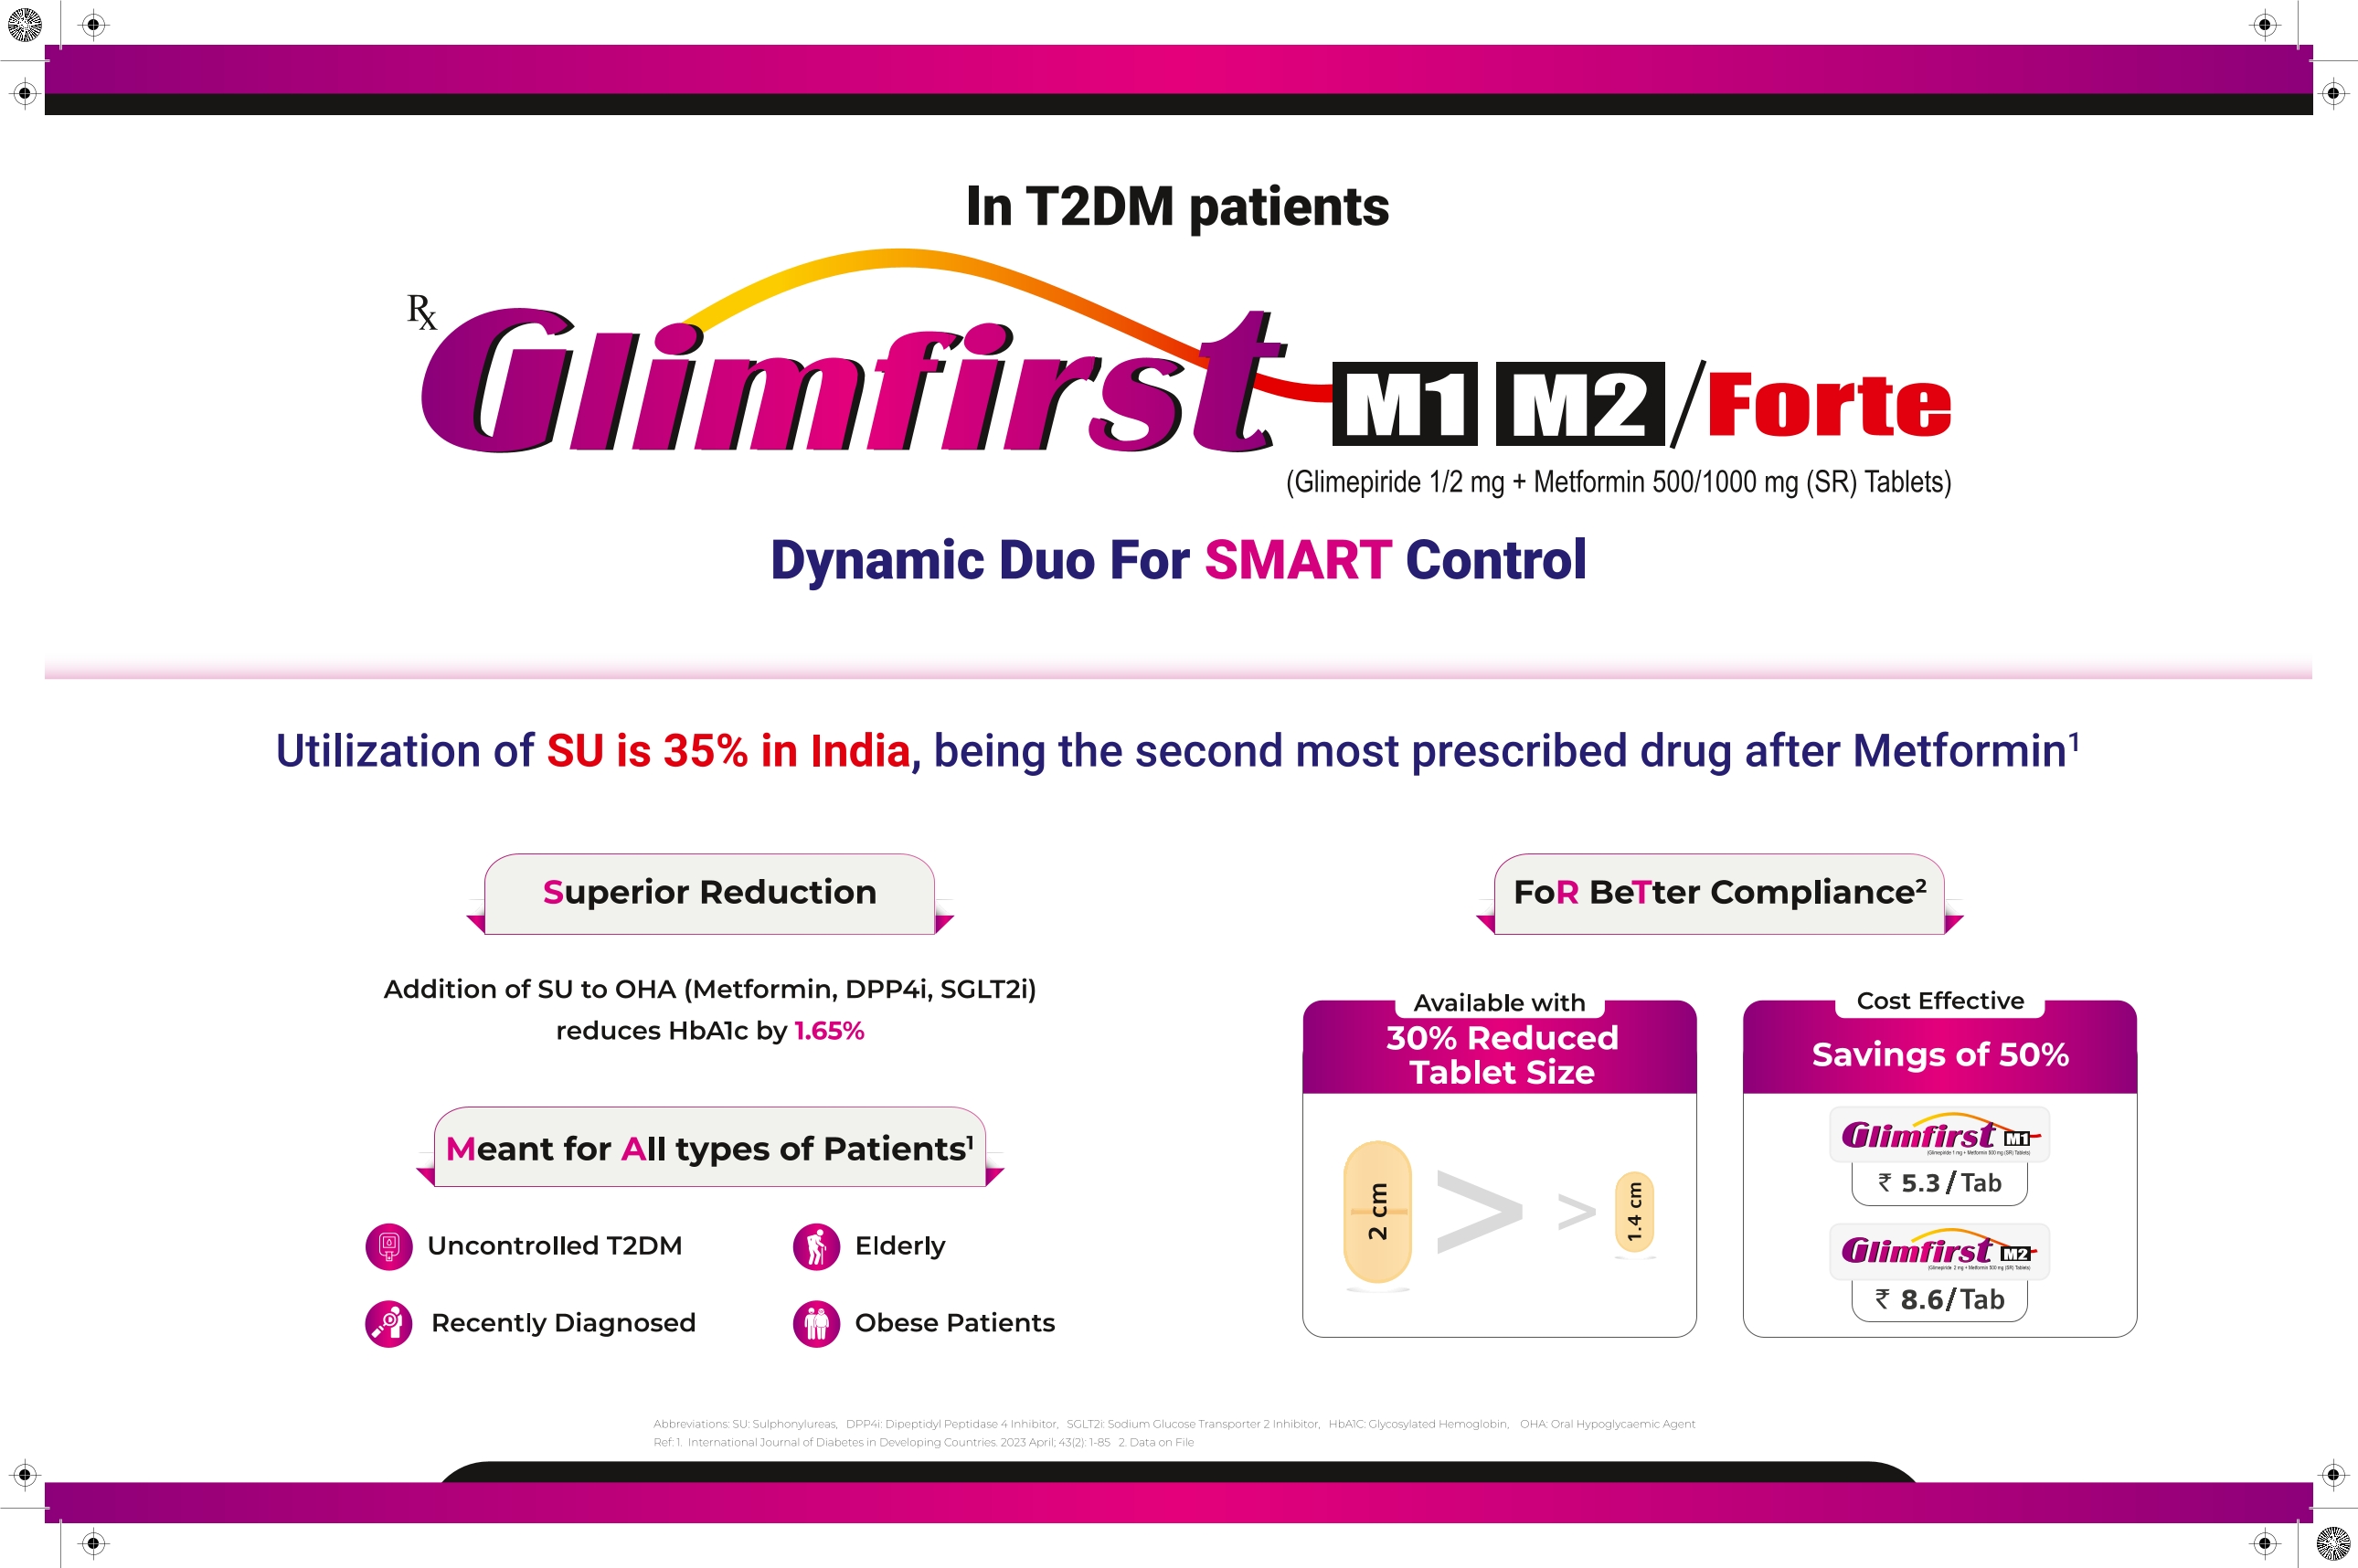 In T2DM patients
Rx
Glimfirst M1 M2/Forte
(Glimepiride 1/2 mg + Metformin 500/1000 mg (SR) Tablets)
Dynamic Duo For SMART Control
Utilization of SU is 35% in India, being the second most prescribed drug after Metformin¹
Superior Reduction
Addition of SU to OHA (Metformin, DPP4i, SGLT2i)
reduces HbA1c by 1.65%
Meant for All types of Patients¹
Uncontrolled T2DM
Elderly
Recently Diagnosed
Obese Patients
FoR BeTter Compliance²
Available with
30% Reduced
Tablet Size
2 cm > > 1.4 cm
Cost Effective
Savings of 50%
Glimfirst M1
(Glimepiride 1 mg + Metformin 500 mg (SR) Tablets)
₹ 5.3/Tab
Glimfirst M2
(Glimepiride 2 mg + Metformin 500 mg (SR) Tablets)
₹ 8.6/Tab
Abbreviations: SU: Sulphonylureas, DPP4i: Dipeptidyl Peptidase 4 Inhibitor, SGLT2i: Sodium Glucose Transporter 2 Inhibitor, HbA1C: Glycosylated Hemoglobin, OHA: Oral Hypoglycaemic Agent
Ref: 1. International Journal of Diabetes in Developing Countries. 2023 April; 43(2): 1-85 2. Data on File